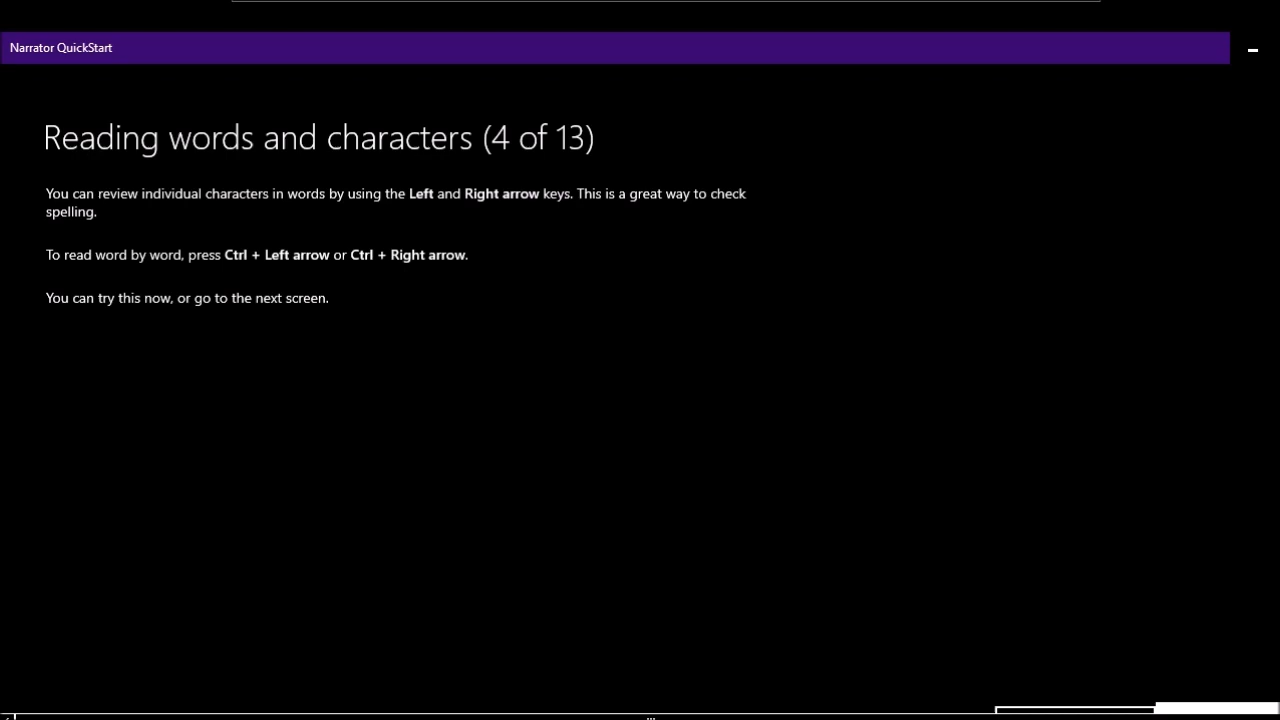 Narrator QuickStart
Reading words and characters (4 of 13)
You can review individual characters in words by using the Left and Right arrow keys. This is a great way to check
spelling.
To read word by word, press Ctrl + Left arrow or Ctrl + Right arrow.
You can try this now, or go to the next screen.